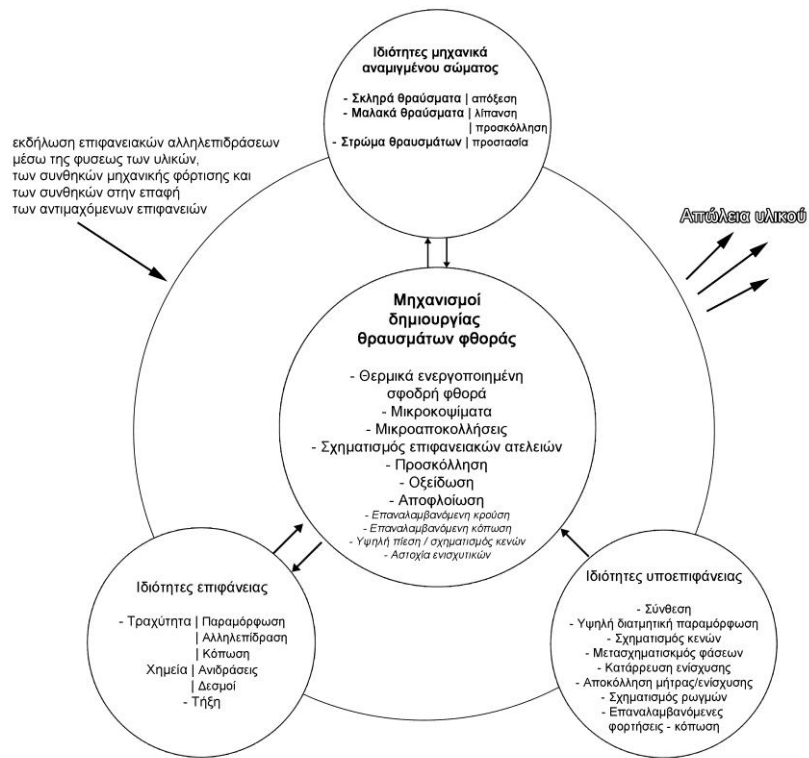 Ιδιότητες μηχανικά
αναμιγμένου σώματος
- Σκληρά θραύσματα | απόξεση
- Μαλακά θραύσματα | λίπανση
| προσκόλληση
- Στρώμα θραυσμάτων | προστασία
εκδήλωση επιφανειακών αλληλεπιδράσεων
μέσω της φυσεως των υλικών,
των συνθηκών μηχανικής φόρτισης και
των συνθηκών στην επαφή
των αντιμαχόμενων επιφανειών
Απώλεια υλικού
Μηχανισμοί
δημιουργίας
θραυσμάτων φθοράς
- Θερμικά ενεργοποιημένη
σφοδρή φθορά
- Μικροκοψίματα
- Μικροαποκολλήσεις
- Σχηματισμός επιφανειακών ατελειών
- Προσκόλληση
- Οξείδωση
- Αποφλοίωση
- Επαναλαμβανόμενη κρούση
- Επαναλαμβανόμενη κόπωση
- Υψηλή πίεση / σχηματισμός κενών
- Αστοχία ενισχυτικών
Ιδιότητες επιφάνειας
- Τραχύτητα | Παραμόρφωση
| Αλληλεπίδραση
| Κόπωση
Χημεία | Ανιδράσεις
| Δεσμοί
- Τήξη
Ιδιότητες υποεπιφάνειας
- Σύνθεση
- Υψηλή διατμητική παραμόρφωση
- Σχηματισμός κενών
- Μετασχηματισκμός φάσεων
- Κατάρρευση ενίσχυσης
- Αποκόλληση μήτρας/ενίσχυσης
- Σχηματισμός ρωγμών
- Επαναλαμβανόμενες
φορτήσεις - κόπωση